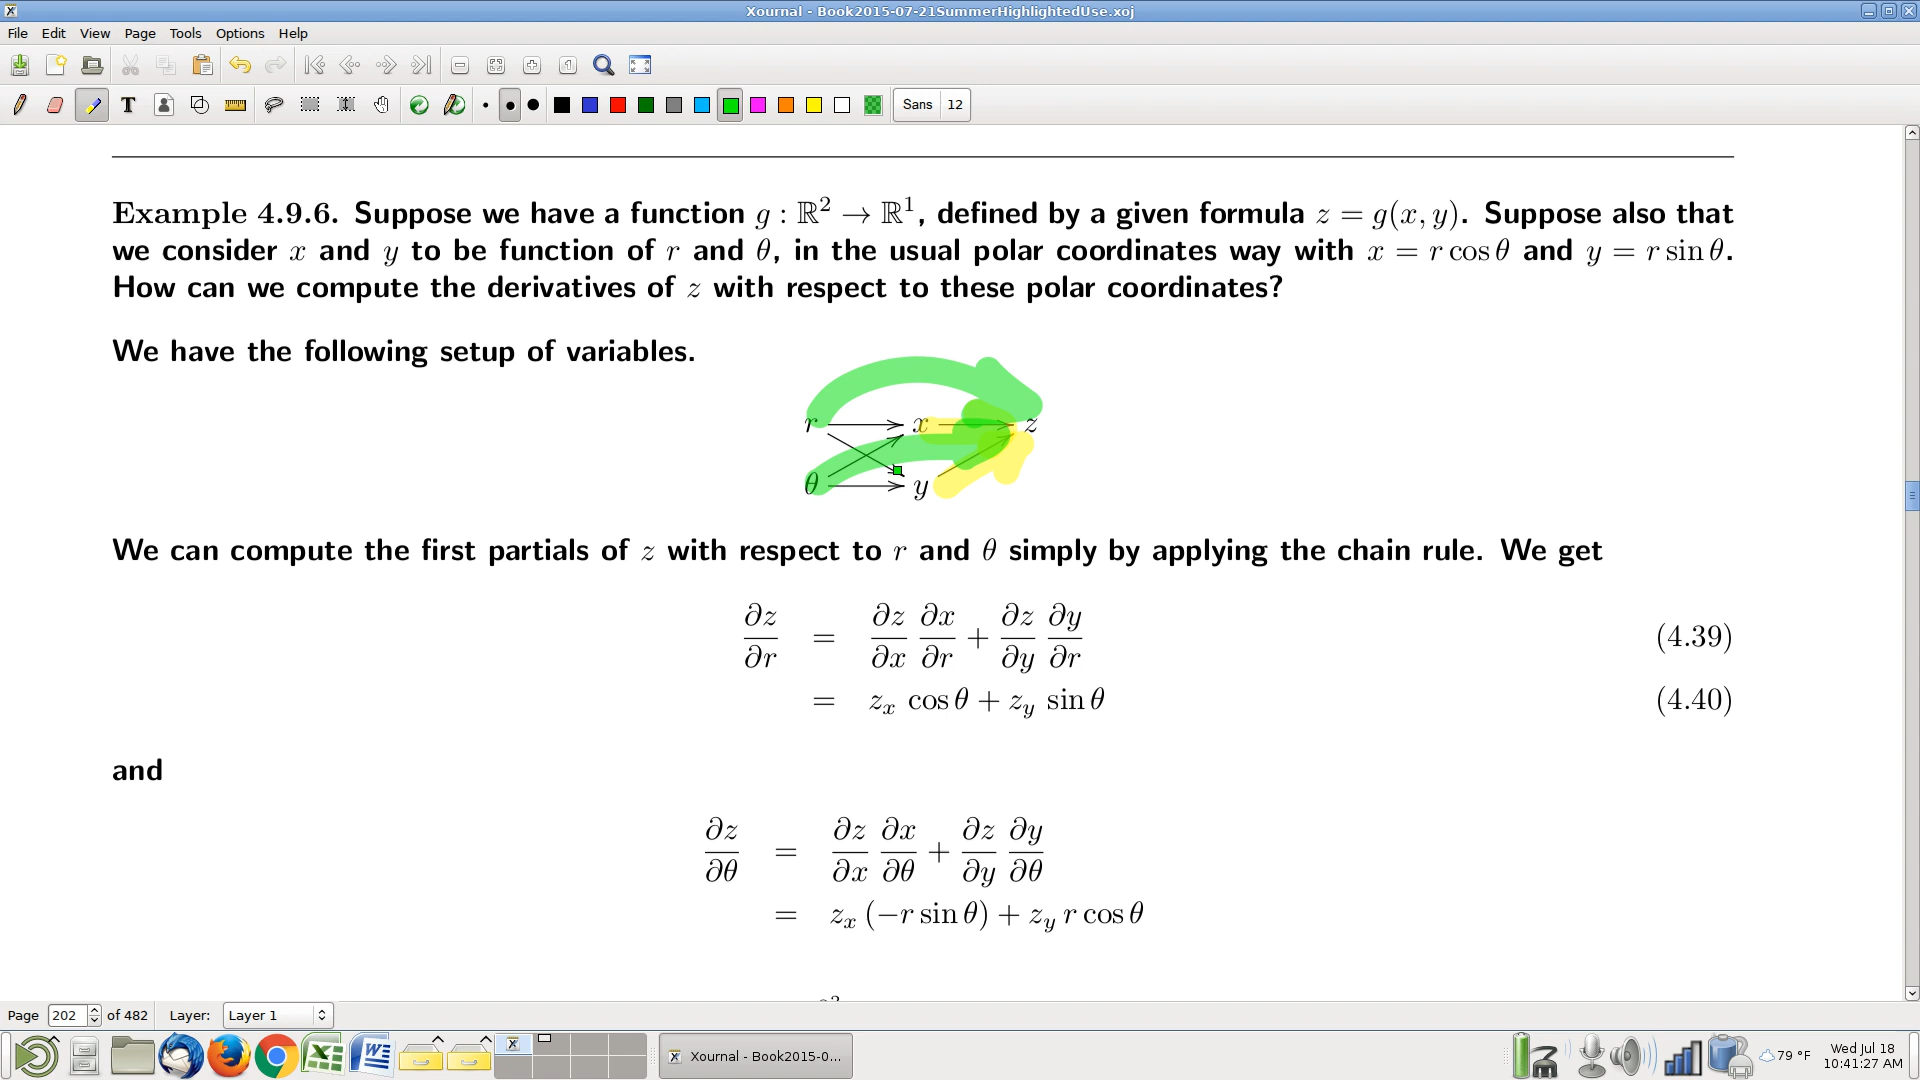 Xournal - Book2015-07-21SummerHighlightedUse.xoj
File Edit View Page Tools Options Help
Sans 12
Example 4.9.6. Suppose we have a function g : ℝ² → ℝ¹, defined by a given formula z = g(x, y). Suppose also that
we consider x and y to be function of r and θ, in the usual polar coordinates way with x = r cos θ and y = r sin θ.
How can we compute the derivatives of z with respect to these polar coordinates?
We have the following setup of variables.
r x z
θ y
We can compute the first partials of z with respect to r and θ simply by applying the chain rule. We get
∂z/∂r = ∂z/∂x ∂x/∂r + ∂z/∂y ∂y/∂r (4.39)
= z_x cos θ + z_y sin θ (4.40)
and
∂z/∂θ = ∂z/∂x ∂x/∂θ + ∂z/∂y ∂y/∂θ
= z_x (−r sin θ) + z_y r cos θ
Page 202 of 482 Layer: Layer 1
Xournal - Book2015-0...
79 °F
Wed Jul 18
10:41:27 AM